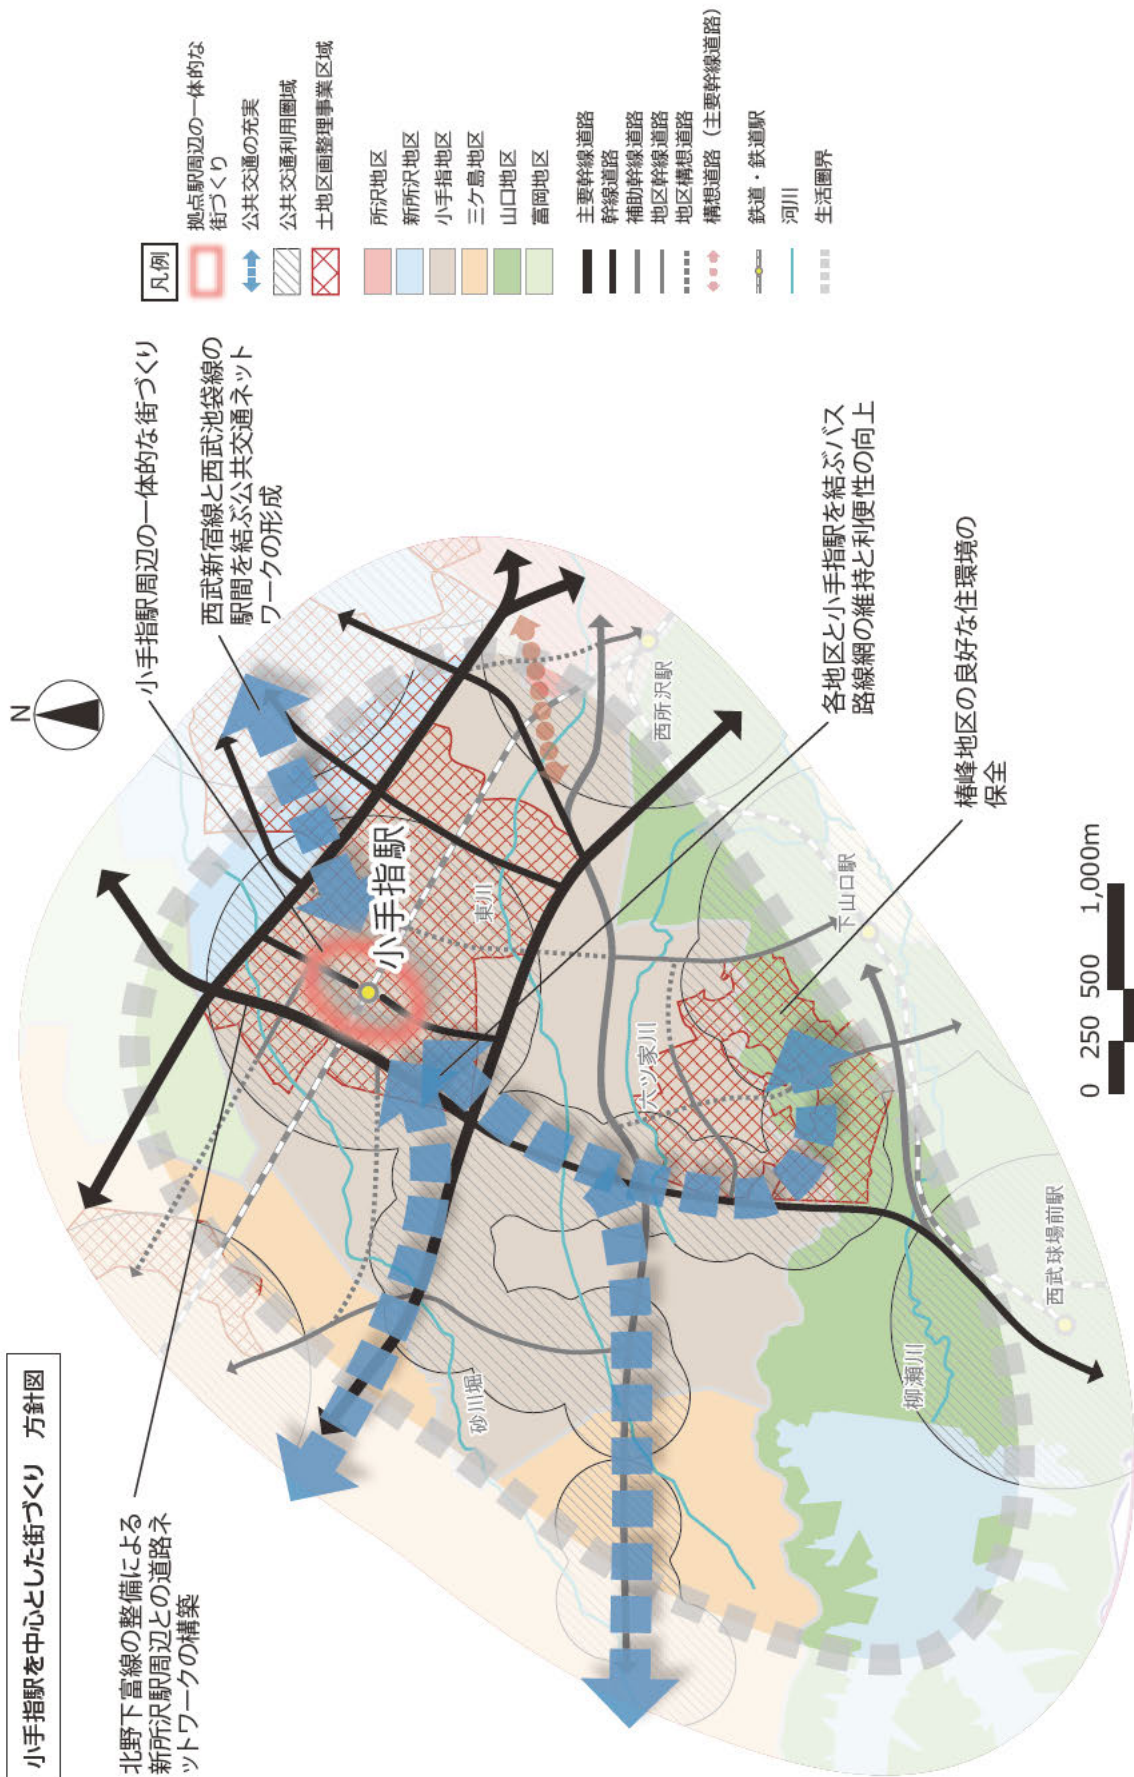 小手指駅を中心とした街づくり　方針図
北野下富線の整備による
新所沢駅周辺との道路ネ
ットワークの構築
N
小手指駅周辺の一体的な街づくり
西武新宿線と西武池袋線の
駅間を結ぶ公共交通ネット
ワークの形成
各地区と小手指駅を結ぶバス
路線網の維持と利便性の向上
椿峰地区の良好な住環境の
保全
小手指駅
東川
西所沢駅
砂川堀
六ツ家川
下山口駅
柳瀬川
西武球場前駅
0 250 500 1,000m
凡例
拠点駅周辺の一体的な
街づくり
公共交通の充実
公共交通利用圏域
土地区画整理事業区域
所沢地区
新所沢地区
小手指地区
三ケ島地区
山口地区
富岡地区
主要幹線道路
幹線道路
補助幹線道路
地区幹線道路
地区構想道路
構想道路（主要幹線道路）
鉄道・鉄道駅
河川
生活圏界